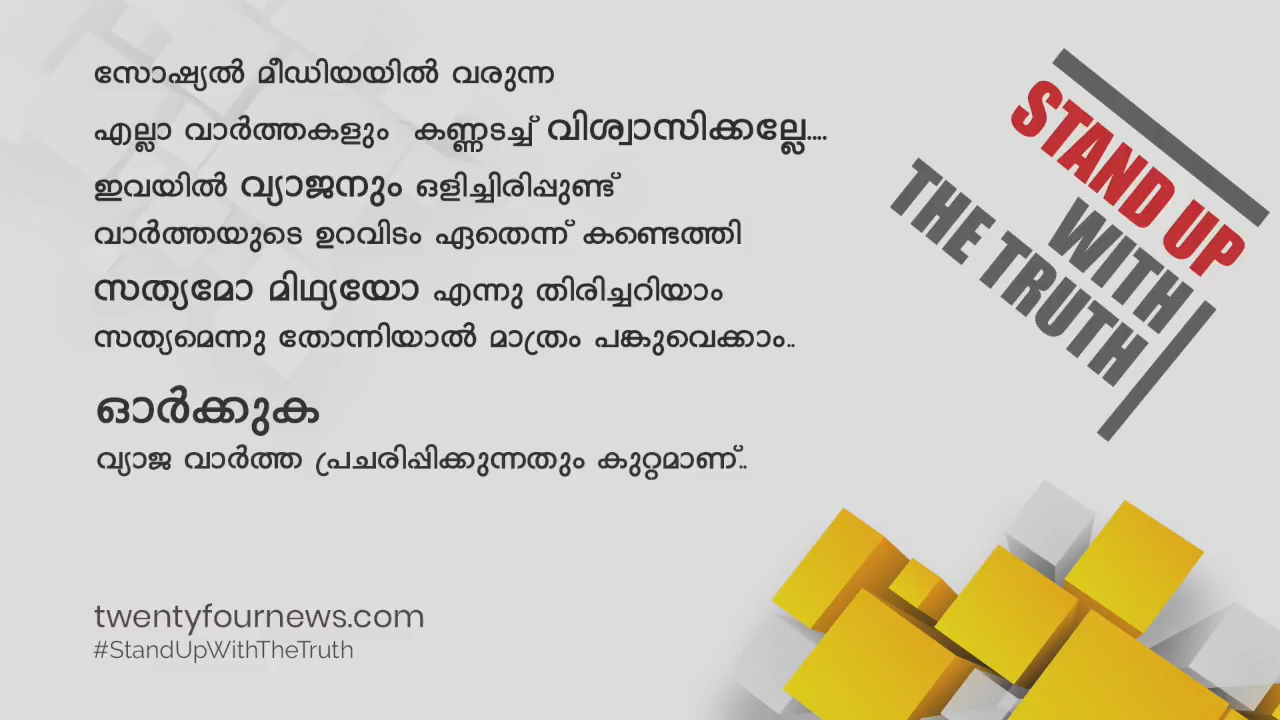 സോഷ്യൽ മീഡിയയിൽ വരുന്ന
എല്ലാ വാർത്തകളും കണ്ണടച്ച് വിശ്വാസിക്കല്ലേ....
ഇവയിൽ വ്യാജനും ഒളിച്ചിരിപ്പുണ്ട്
വാർത്തയുടെ ഉറവിടം ഏതെന്ന് കണ്ടെത്തി
സത്യമോ മിഥ്യയോ എന്നു തിരിച്ചറിയാം
സത്യമെന്നു തോന്നിയാൽ മാത്രം പങ്കുവെക്കാം..
ഓർക്കുക
വ്യാജ വാർത്ത പ്രചരിപ്പിക്കുന്നതും കുറ്റമാണ്..
twentyfournews.com
#StandUpWithTheTruth
STAND UP
WITH
THE TRUTH